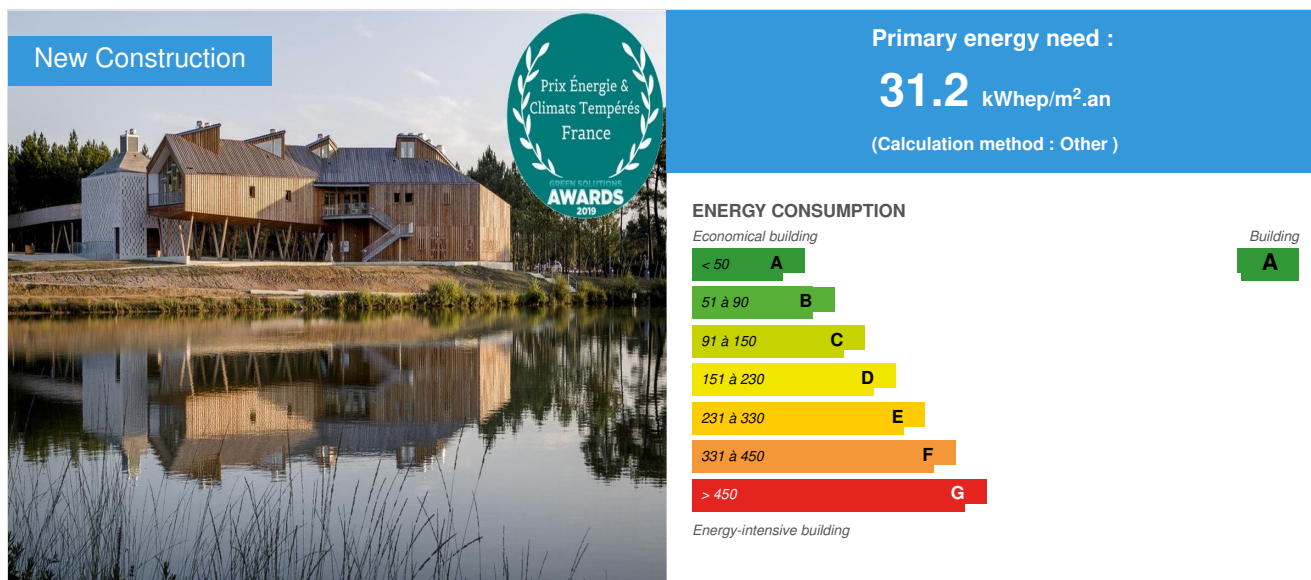 New Construction
Prix Énergie &
Climats Tempérés
France
GREEN SOLUTIONS
AWARDS
2019
Primary energy need :
31.2 kWhep/m².an
(Calculation method : Other )
ENERGY CONSUMPTION
Economical building
Building
< 50 A
A
51 à 90 B
91 à 150 C
151 à 230 D
231 à 330 E
331 à 450 F
> 450 G
Energy-intensive building